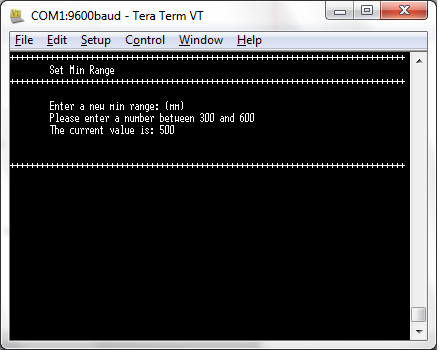 COM1:9600baud - Tera Term VT
File Edit Setup Control Window Help
+++++++++++++++++++++++++++++++++++++++++++++++++++++++++++++++++++
Set Min Range
+++++++++++++++++++++++++++++++++++++++++++++++++++++++++++++++++++
Enter a new min range: (mm)
Please enter a number between 300 and 600
The current value is: 500
+++++++++++++++++++++++++++++++++++++++++++++++++++++++++++++++++++